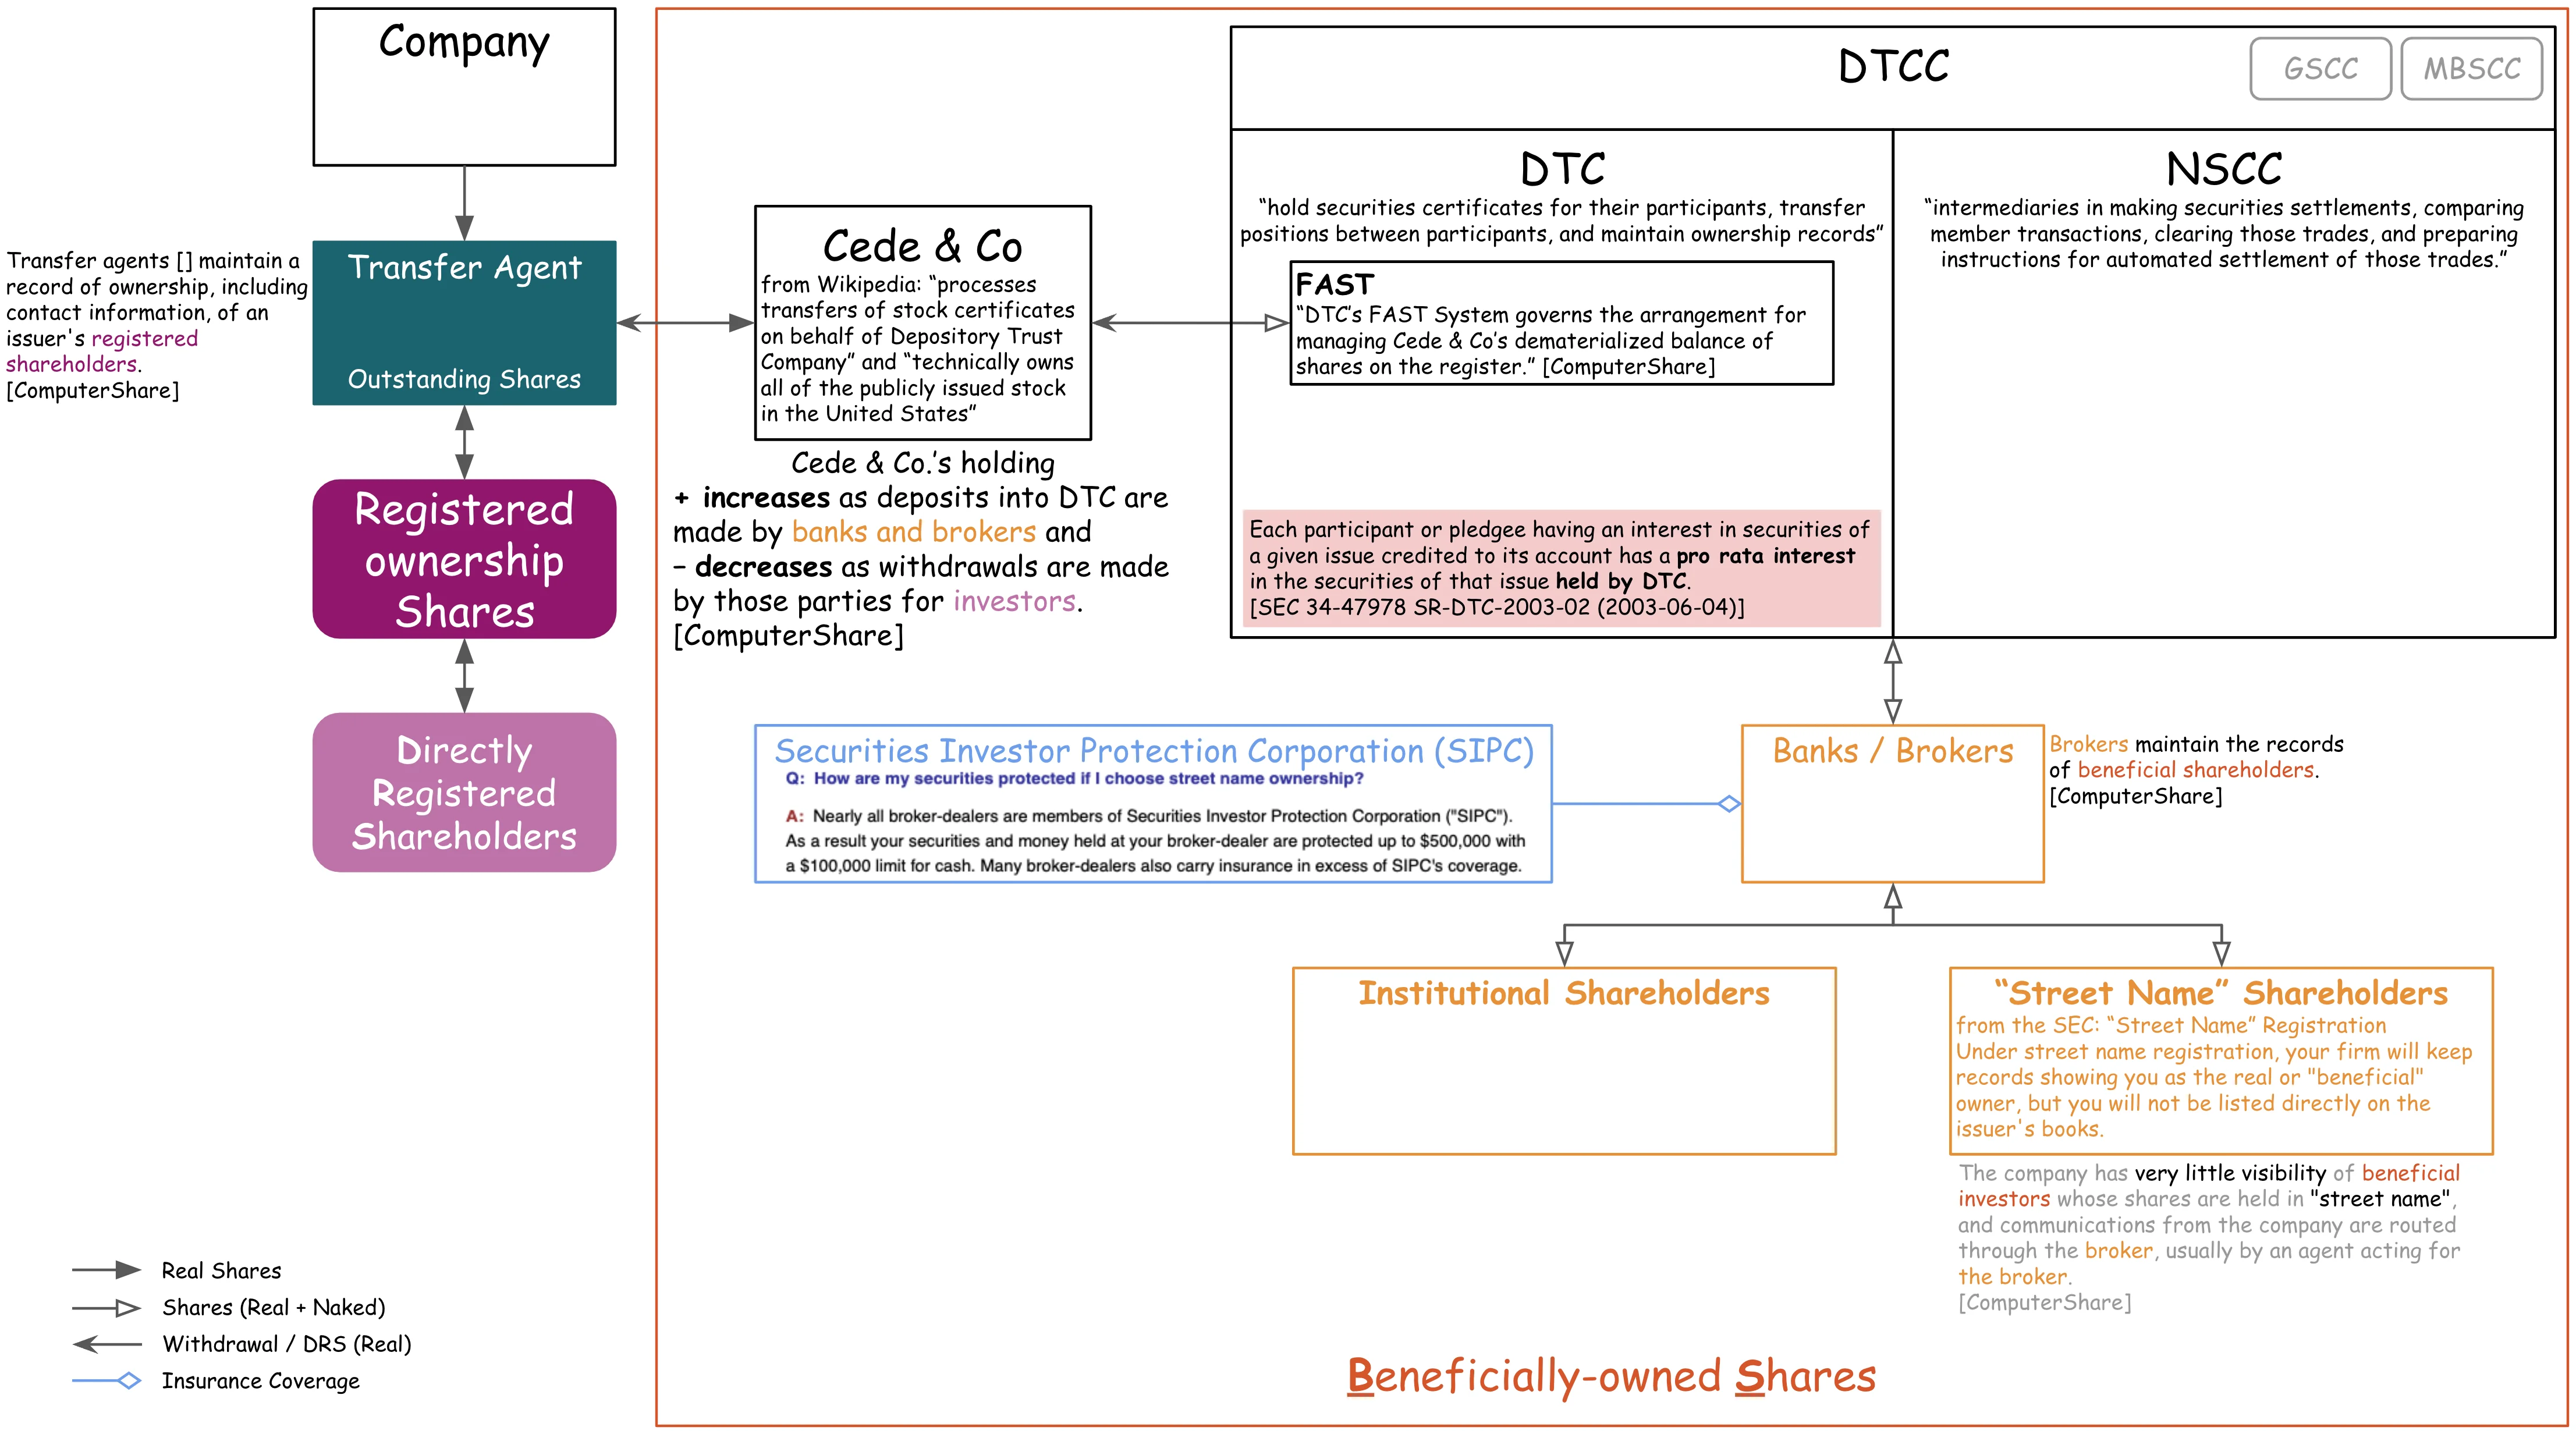 Company
Transfer agents [] maintain a
record of ownership, including
contact information, of an
issuer's registered
shareholders.
[ComputerShare]
Transfer Agent
Outstanding Shares
Registered
ownership
Shares
Directly
Registered
Shareholders
Cede & Co
from Wikipedia: “processes
transfers of stock certificates
on behalf of Depository Trust
Company” and “technically owns
all of the publicly issued stock
in the United States”
Cede & Co.’s holding
+ increases as deposits into DTC are
made by banks and brokers and
– decreases as withdrawals are made
by those parties for investors.
[ComputerShare]
DTCC
GSCC
MBSCC
DTC
“hold securities certificates for their participants, transfer
positions between participants, and maintain ownership records”
FAST
“DTC’s FAST System governs the arrangement for
managing Cede & Co’s dematerialized balance of
shares on the register.” [ComputerShare]
Each participant or pledgee having an interest in securities of
a given issue credited to its account has a pro rata interest
in the securities of that issue held by DTC.
[SEC 34-47978 SR-DTC-2003-02 (2003-06-04)]
NSCC
“intermediaries in making securities settlements, comparing
member transactions, clearing those trades, and preparing
instructions for automated settlement of those trades.”
Securities Investor Protection Corporation (SIPC)
Q: How are my securities protected if I choose street name ownership?
A: Nearly all broker-dealers are members of Securities Investor Protection Corporation ("SIPC").
As a result your securities and money held at your broker-dealer are protected up to $500,000 with
a $100,000 limit for cash. Many broker-dealers also carry insurance in excess of SIPC's coverage.
Banks / Brokers
Brokers maintain the records
of beneficial shareholders.
[ComputerShare]
Institutional Shareholders
“Street Name” Shareholders
from the SEC: “Street Name” Registration
Under street name registration, your firm will keep
records showing you as the real or "beneficial"
owner, but you will not be listed directly on the
issuer's books.
The company has very little visibility of beneficial
investors whose shares are held in "street name",
and communications from the company are routed
through the broker, usually by an agent acting for
the broker.
[ComputerShare]
Real Shares
Shares (Real + Naked)
Withdrawal / DRS (Real)
Insurance Coverage
Beneficially-owned Shares